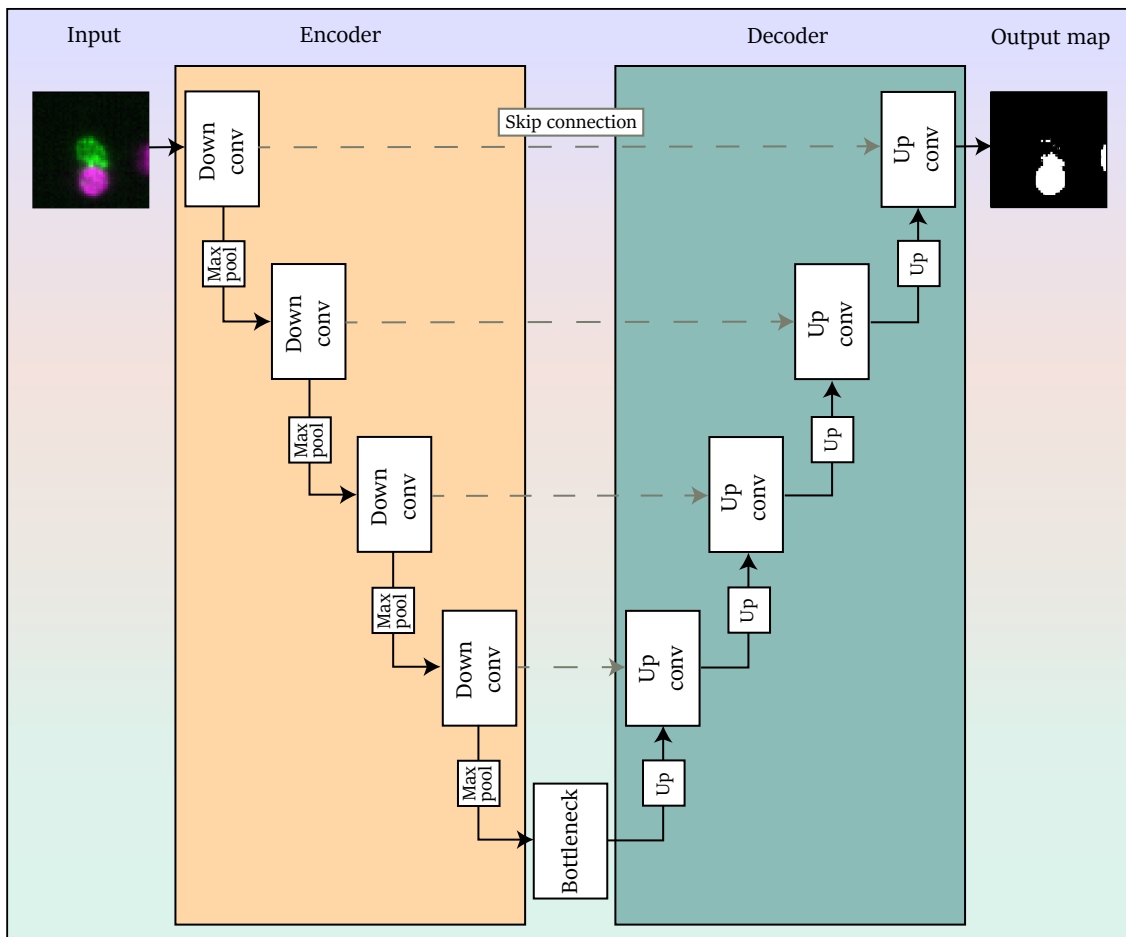 Input
Encoder
Decoder
Output map
Skip connection
Down
conv
Up
conv
Max
pool
Up
Down
conv
Up
conv
Max
pool
Up
Down
conv
Up
conv
Max
pool
Up
Down
conv
Up
conv
Max
pool
Up
Bottleneck